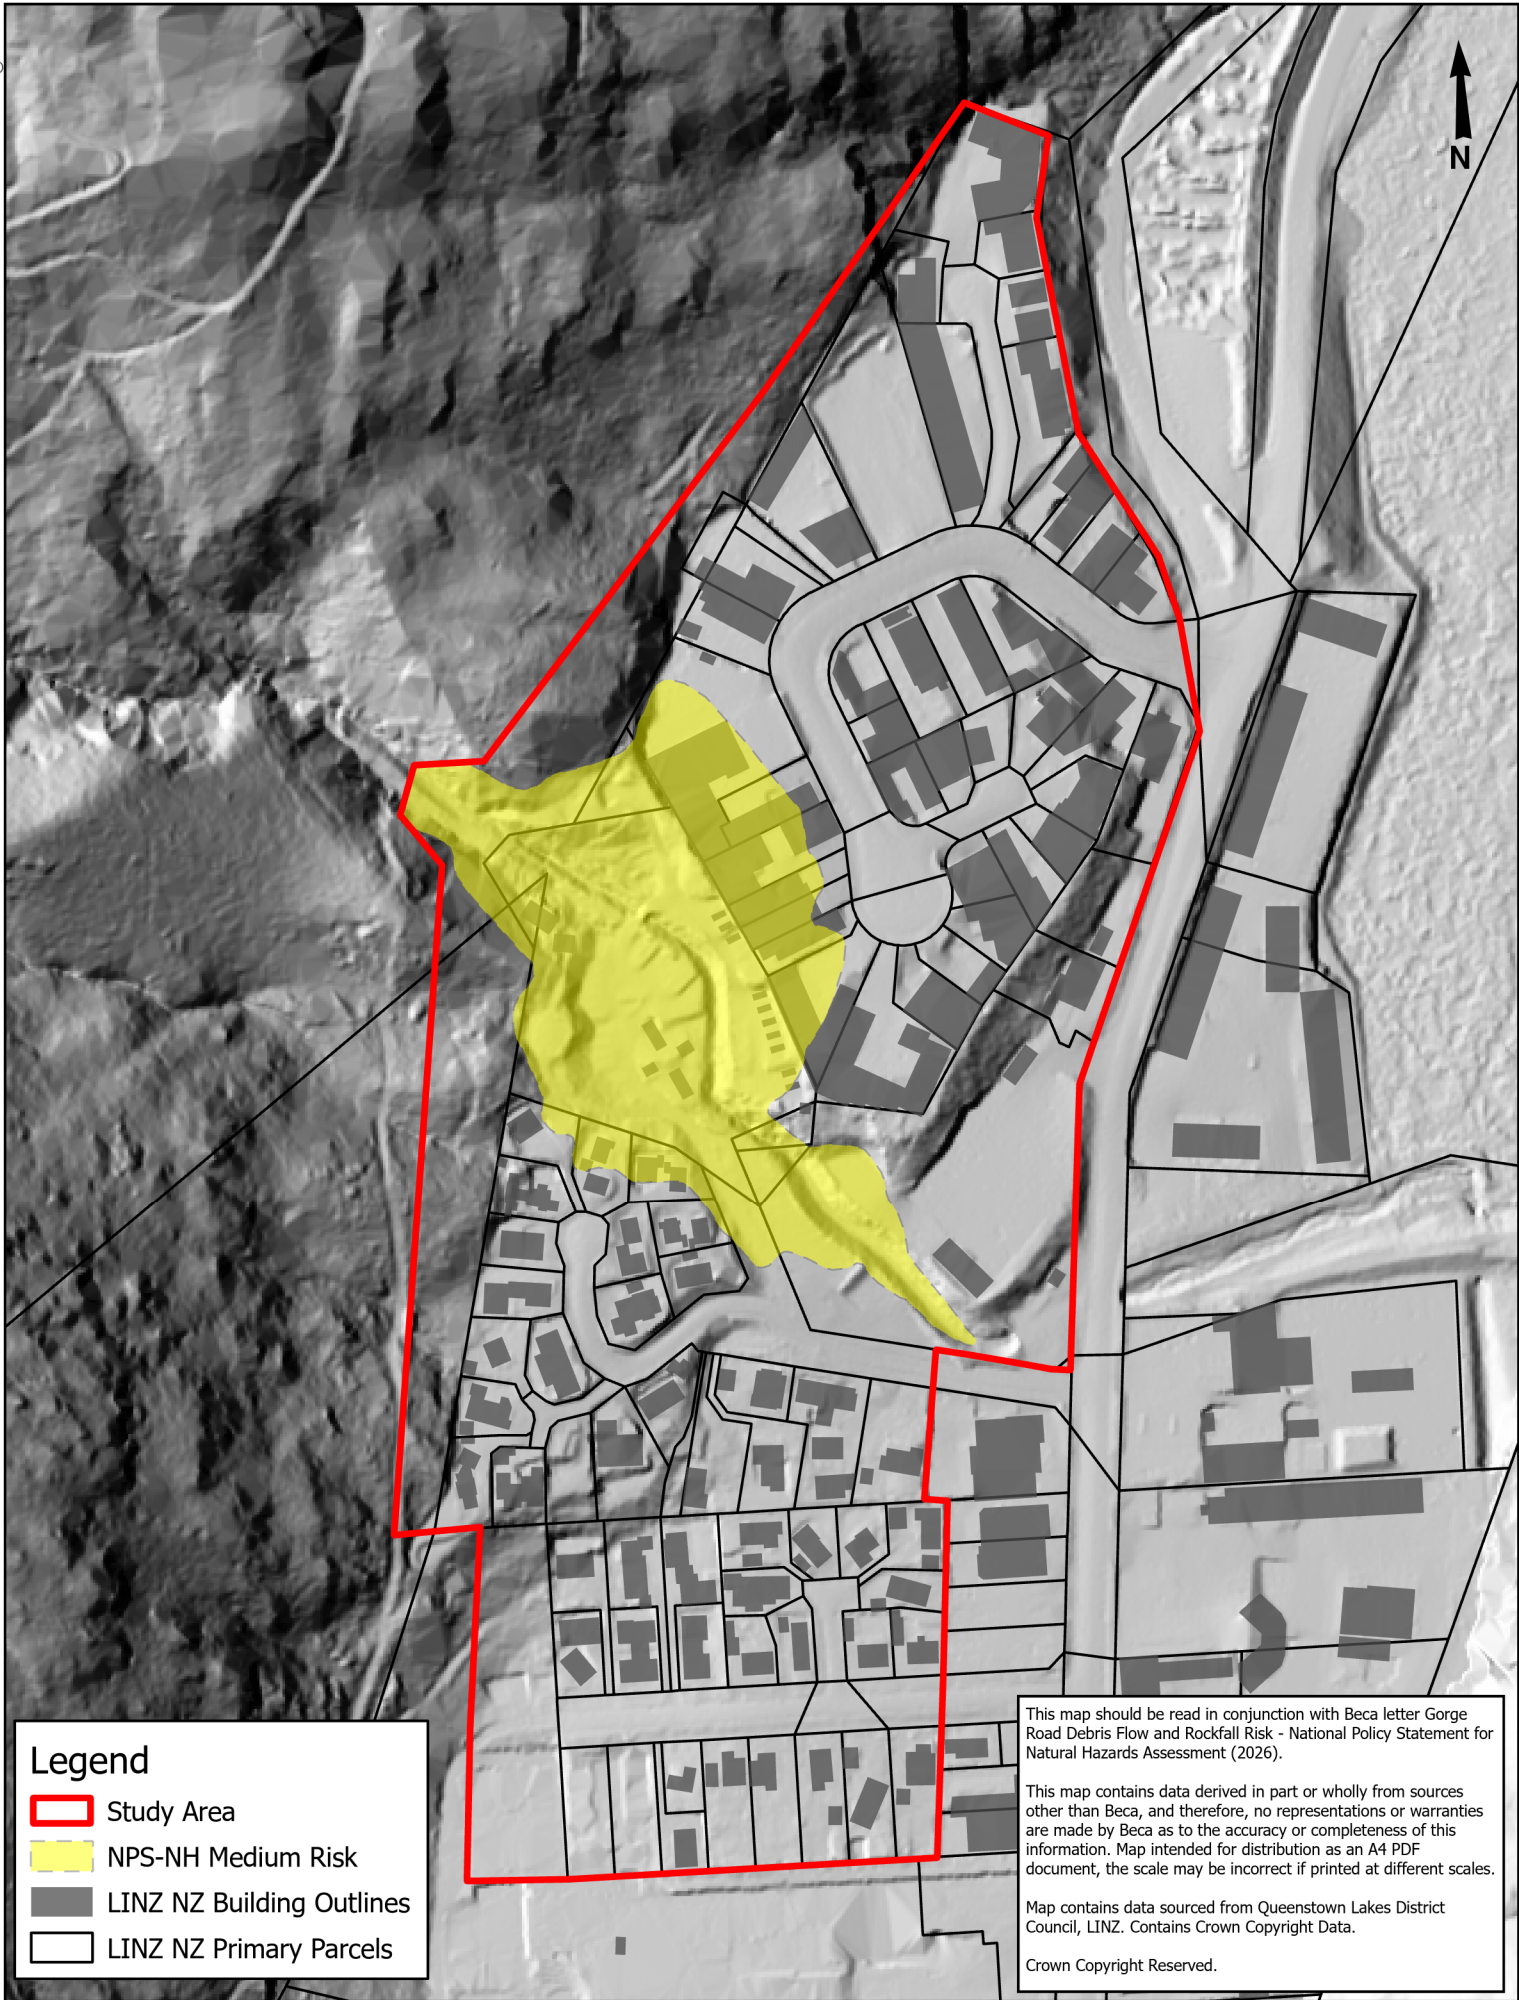 N
Legend
Study Area
NPS-NH Medium Risk
LINZ NZ Building Outlines
LINZ NZ Primary Parcels
This map should be read in conjunction with Beca letter Gorge
Road Debris Flow and Rockfall Risk - National Policy Statement for
Natural Hazards Assessment (2026).
This map contains data derived in part or wholly from sources
other than Beca, and therefore, no representations or warranties
are made by Beca as to the accuracy or completeness of this
information. Map intended for distribution as an A4 PDF
document, the scale may be incorrect if printed at different scales.
Map contains data sourced from Queenstown Lakes District
Council, LINZ. Contains Crown Copyright Data.
Crown Copyright Reserved.